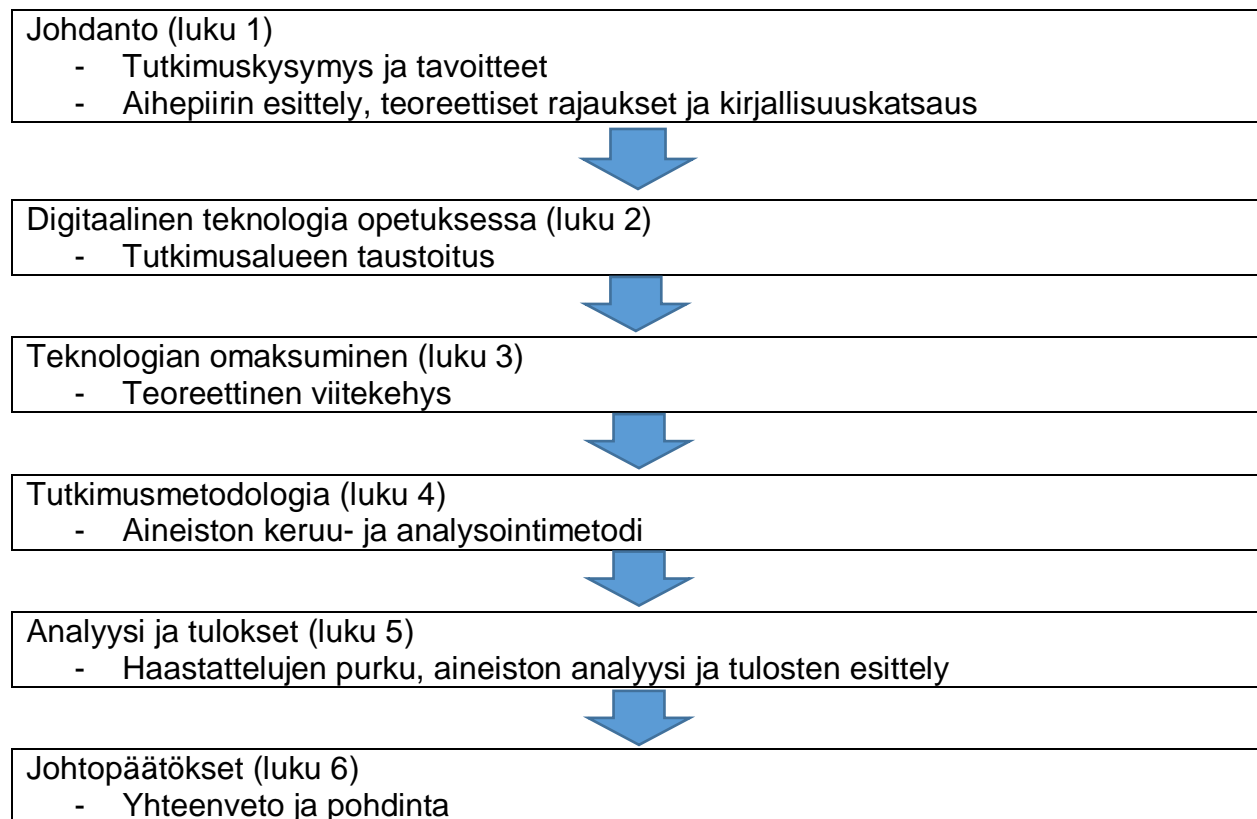 Johdanto (luku 1)
- Tutkimuskysymys ja tavoitteet
- Aihepiirin esittely, teoreettiset rajaukset ja kirjallisuuskatsaus
Digitaalinen teknologia opetuksessa (luku 2)
- Tutkimusalueen taustoitus
Teknologian omaksuminen (luku 3)
- Teoreettinen viitekehys
Tutkimusmetodologia (luku 4)
- Aineiston keruu- ja analysointimetodi
Analyysi ja tulokset (luku 5)
- Haastattelujen purku, aineiston analyysi ja tulosten esittely
Johtopäätökset (luku 6)
- Yhteenveto ja pohdinta